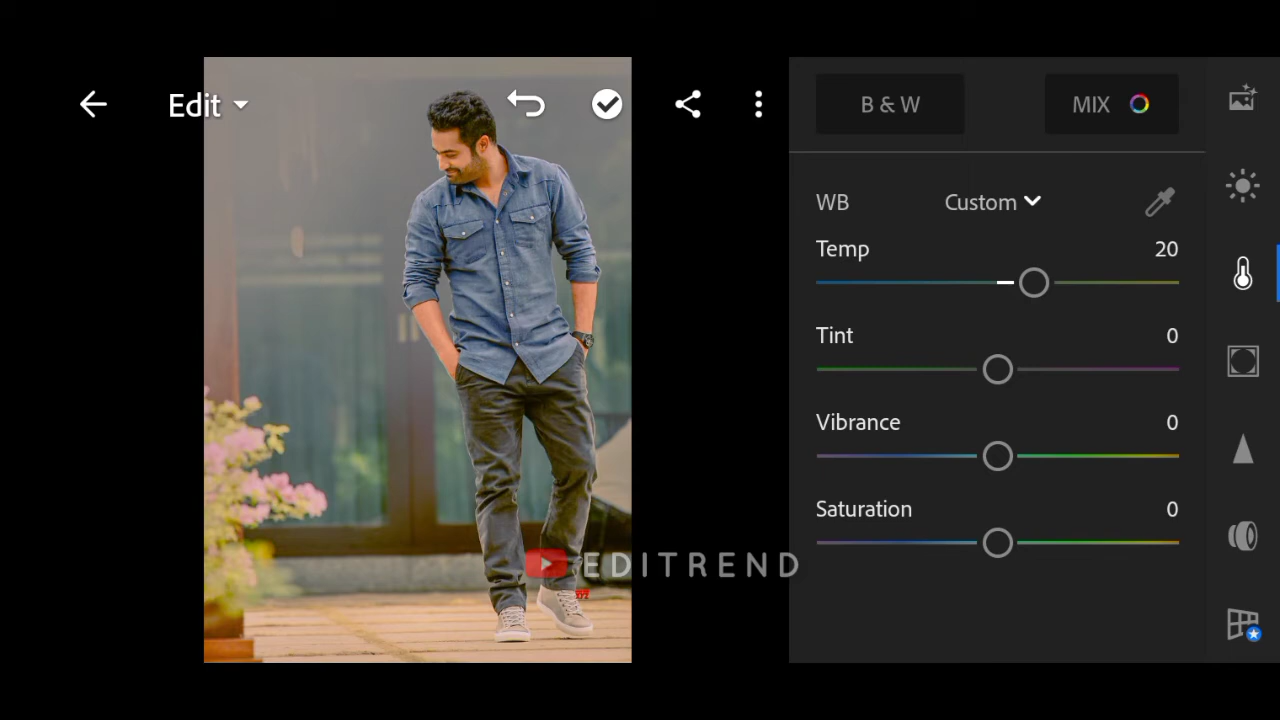 Edit
B & W
MIX
WB
Custom
Temp
20
Tint
0
Vibrance
0
Saturation
0
EDITREND